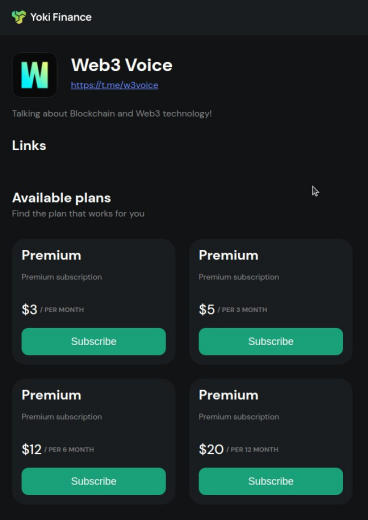 Yoki Finance
W
Web3 Voice
https://t.me/w3voice
Talking about Blockchain and Web3 technology!
Links
Available plans
Find the plan that works for you
Premium
Premium subscription
$3 / PER MONTH
Subscribe
Premium
Premium subscription
$5 / PER 3 MONTH
Subscribe
Premium
Premium subscription
$12 / PER 6 MONTH
Subscribe
Premium
Premium subscription
$20 / PER 12 MONTH
Subscribe